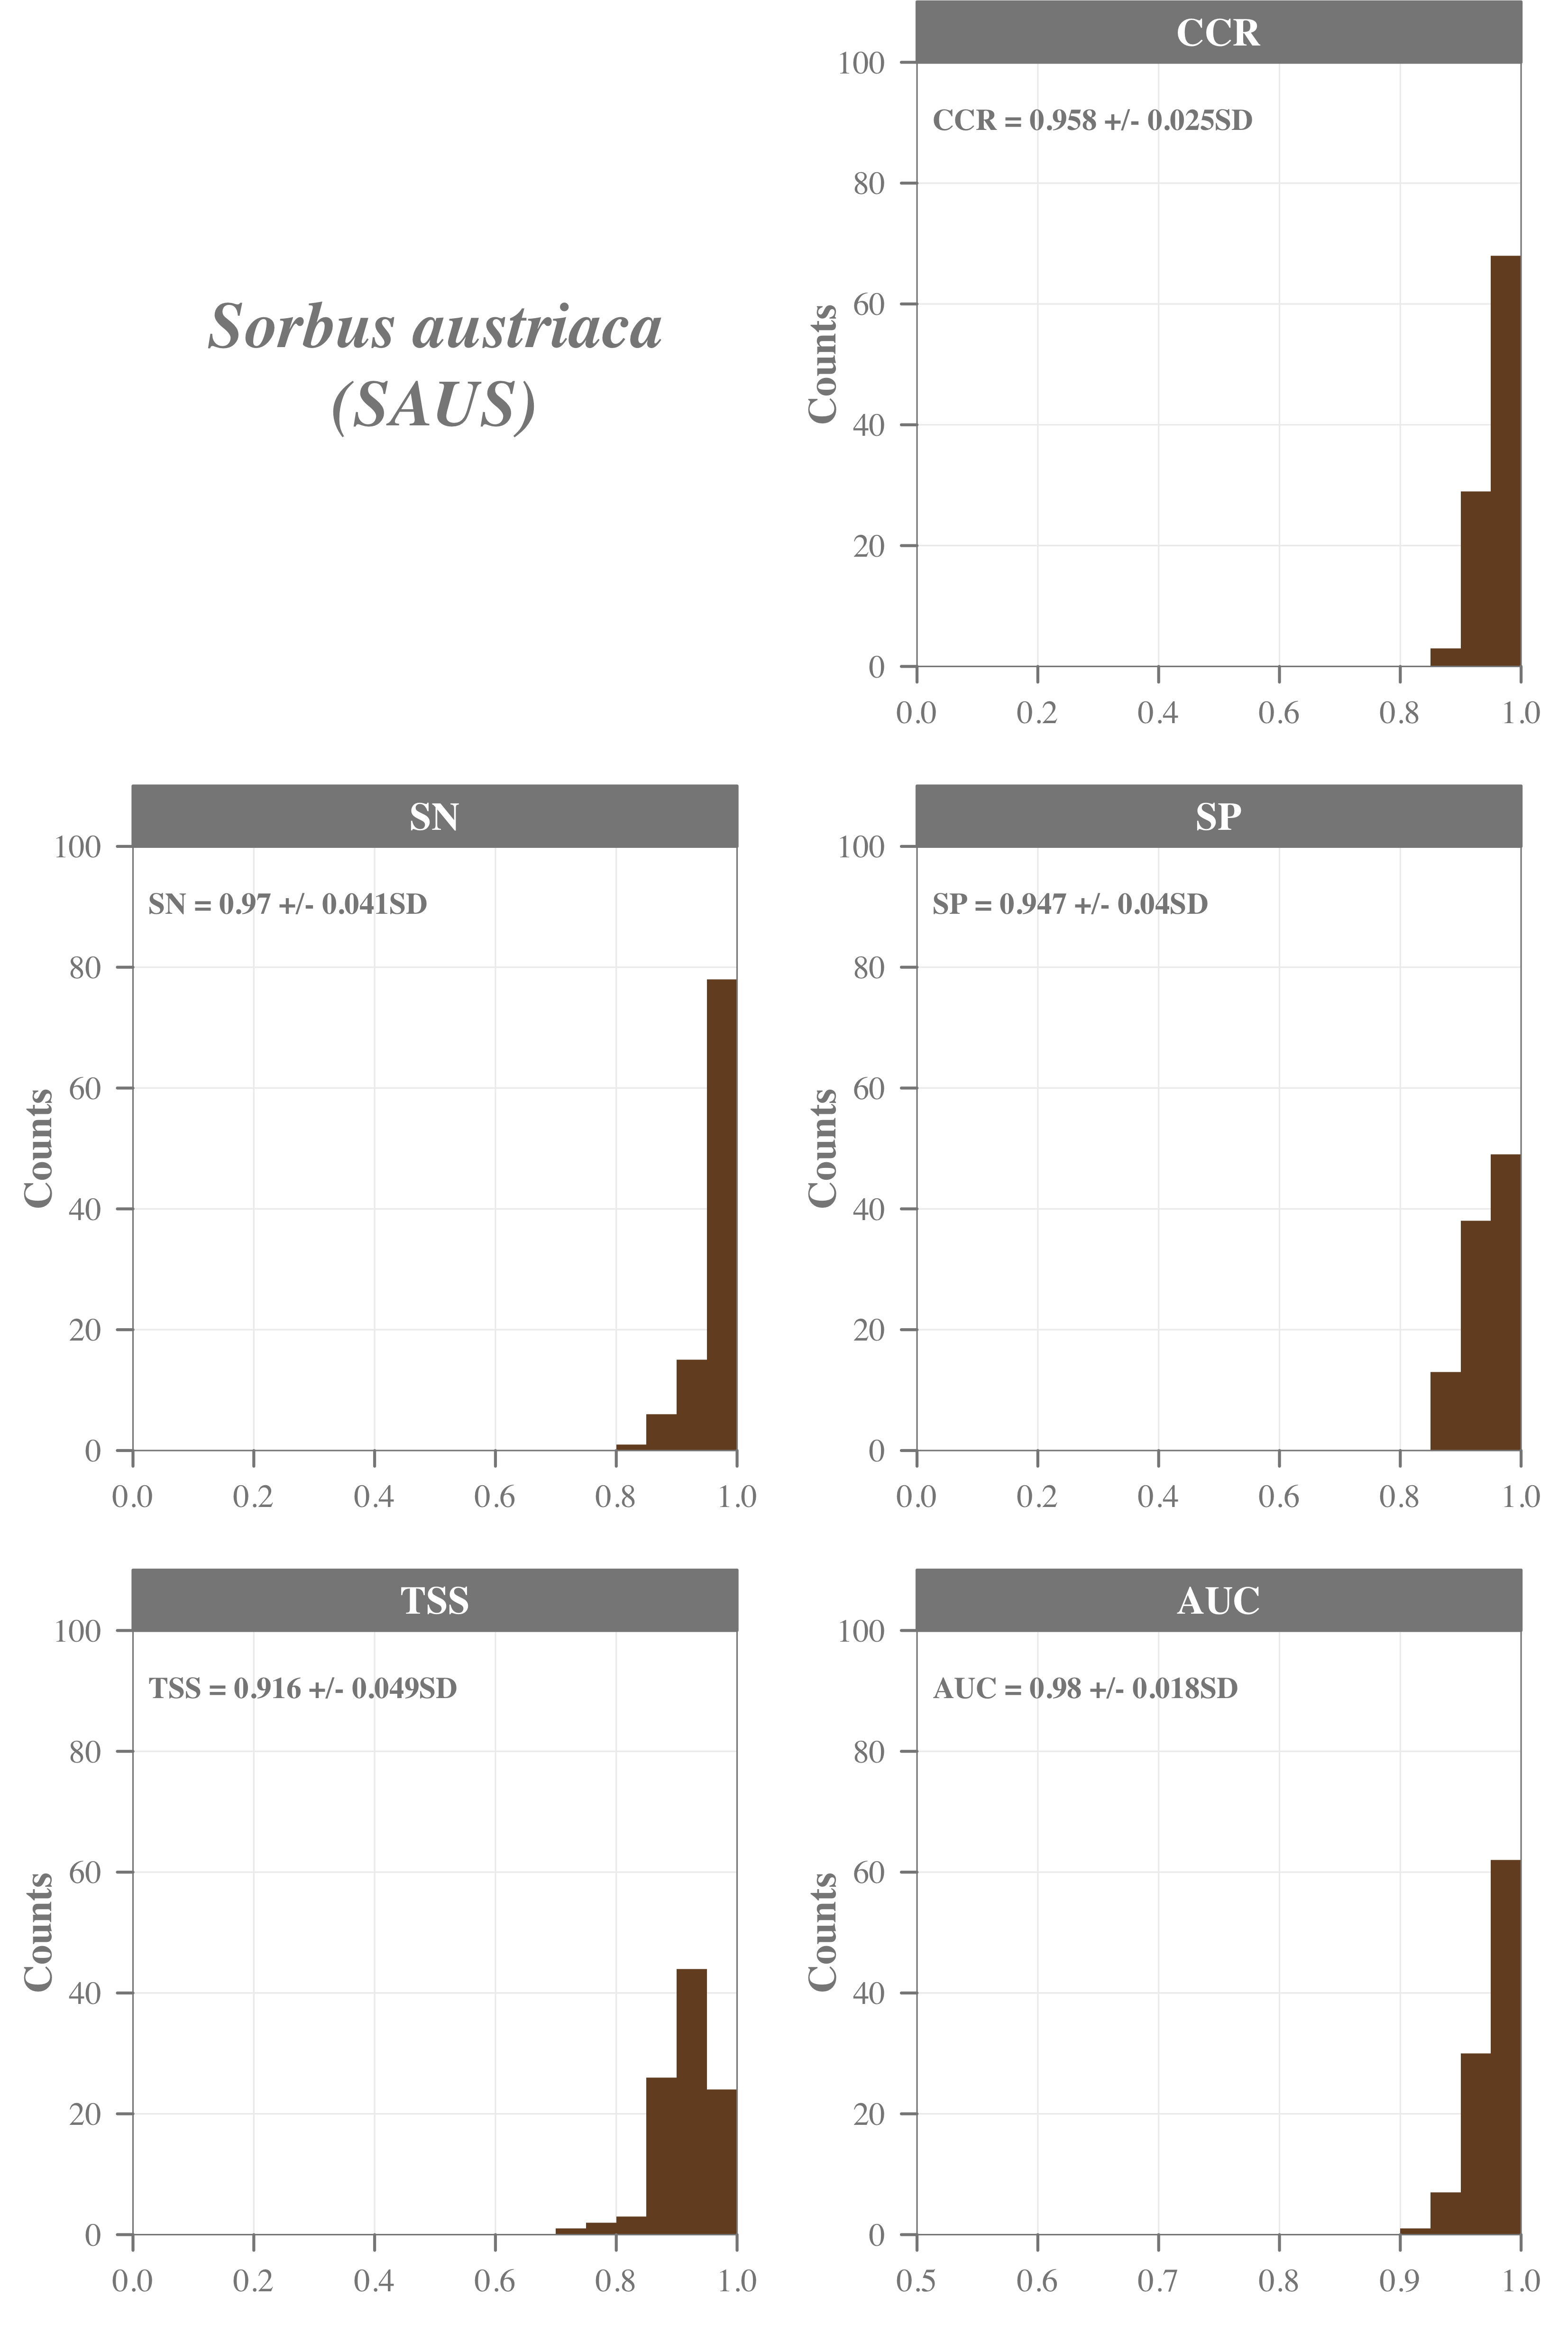 Sorbus austriaca
(SAUS)
CCR
CCR = 0.958 +/- 0.025SD
Counts
100
80
60
40
20
0
0.0 0.2 0.4 0.6 0.8 1.0
SN
SN = 0.97 +/- 0.041SD
Counts
100
80
60
40
20
0
0.0 0.2 0.4 0.6 0.8 1.0
SP
SP = 0.947 +/- 0.04SD
Counts
100
80
60
40
20
0
0.0 0.2 0.4 0.6 0.8 1.0
TSS
TSS = 0.916 +/- 0.049SD
Counts
100
80
60
40
20
0
0.0 0.2 0.4 0.6 0.8 1.0
AUC
AUC = 0.98 +/- 0.018SD
Counts
100
80
60
40
20
0
0.5 0.6 0.7 0.8 0.9 1.0